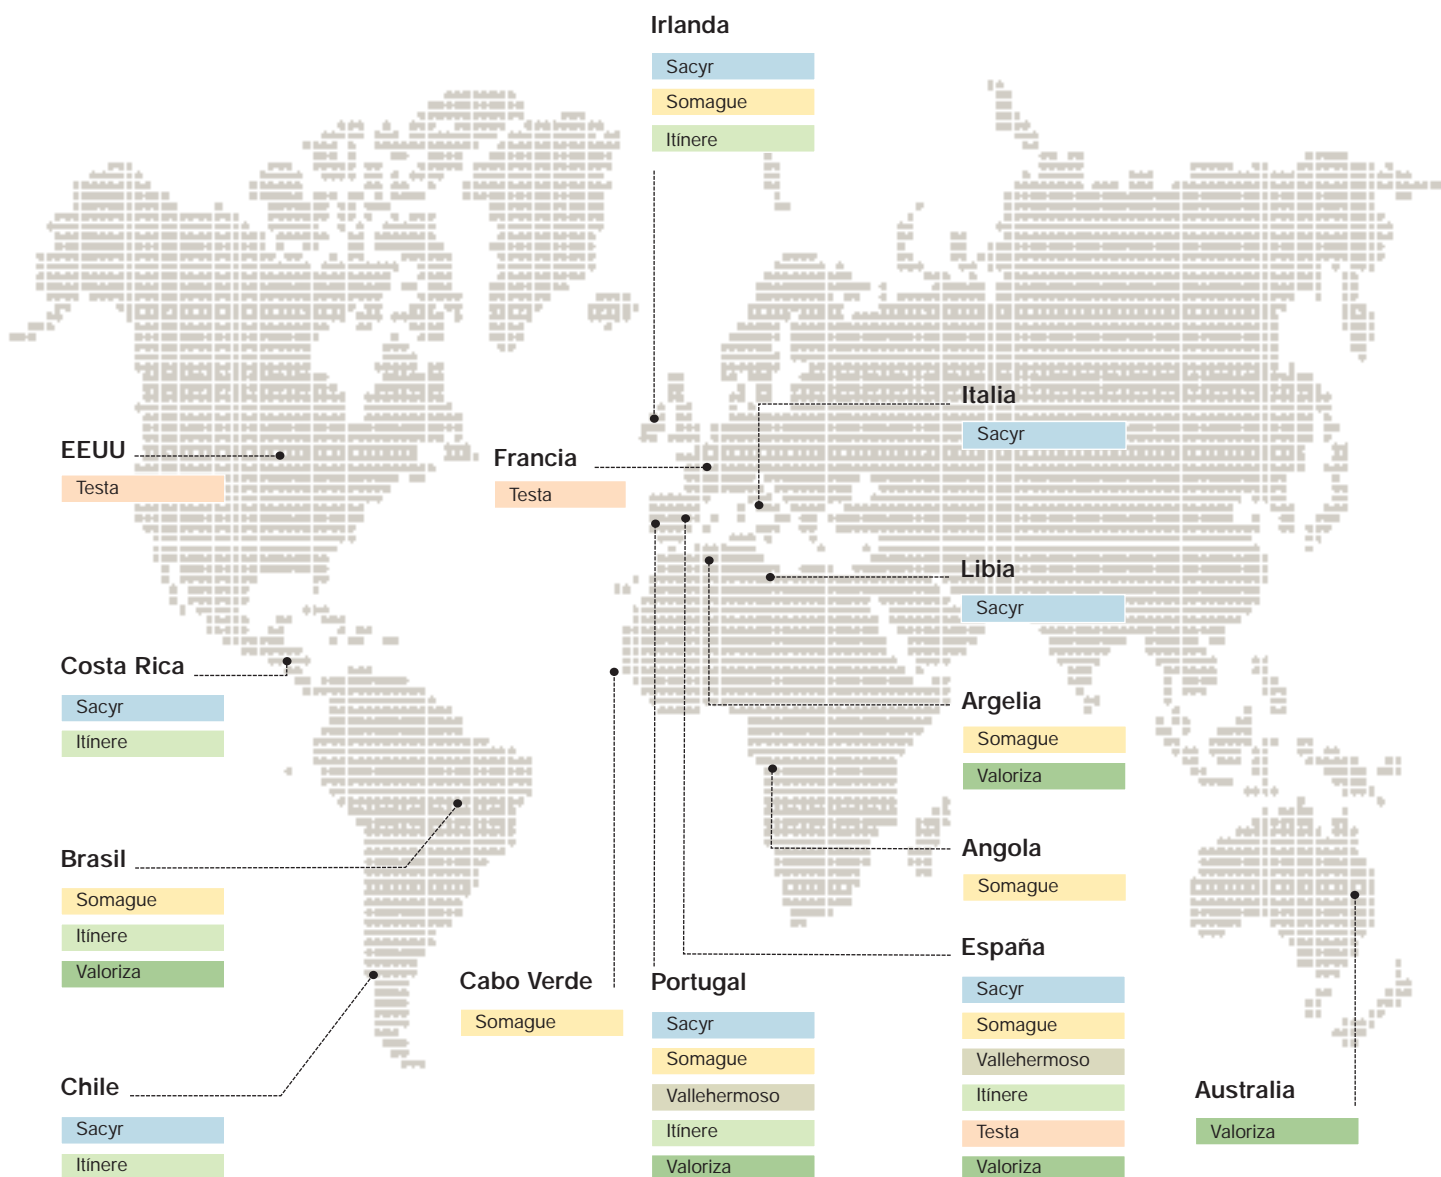 Irlanda
Sacyr
Somague
Itínere
EEUU
Testa
Francia
Testa
Italia
Sacyr
Libia
Sacyr
Costa Rica
Sacyr
Itínere
Argelia
Somague
Valoriza
Brasil
Somague
Itínere
Valoriza
Angola
Somague
Cabo Verde
Somague
Portugal
Sacyr
Somague
Vallehermoso
Itínere
Valoriza
España
Sacyr
Somague
Vallehermoso
Itínere
Testa
Valoriza
Chile
Sacyr
Itínere
Australia
Valoriza